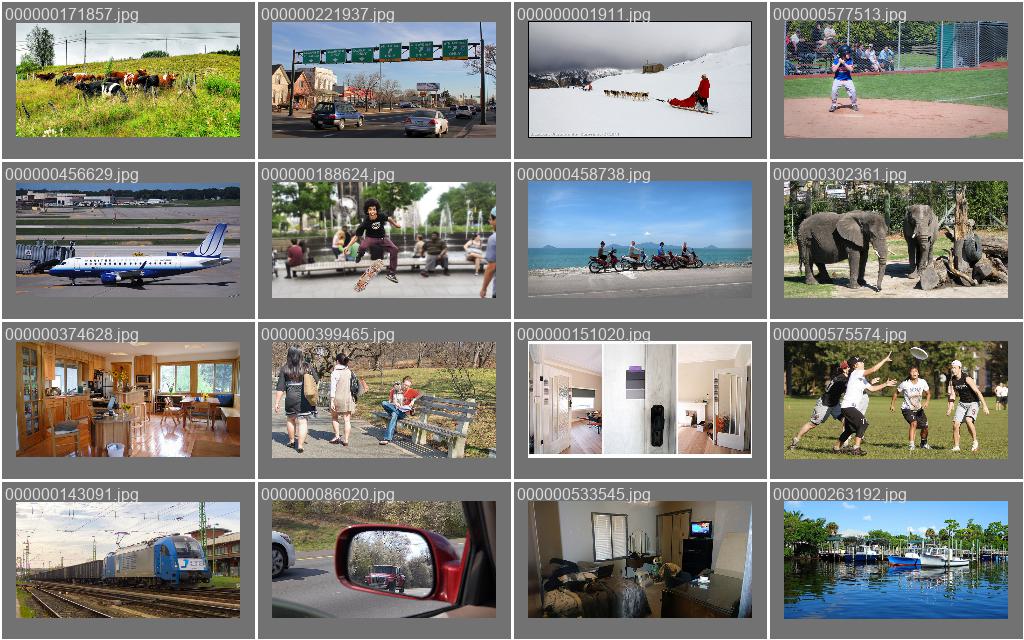 000000171857.jpg
000000221937.jpg
000000001911.jpg
000000577513.jpg
000000456629.jpg
000000188624.jpg
000000458738.jpg
000000302361.jpg
000000374628.jpg
000000399465.jpg
000000151020.jpg
000000575574.jpg
000000143091.jpg
000000086020.jpg
000000533545.jpg
000000263192.jpg